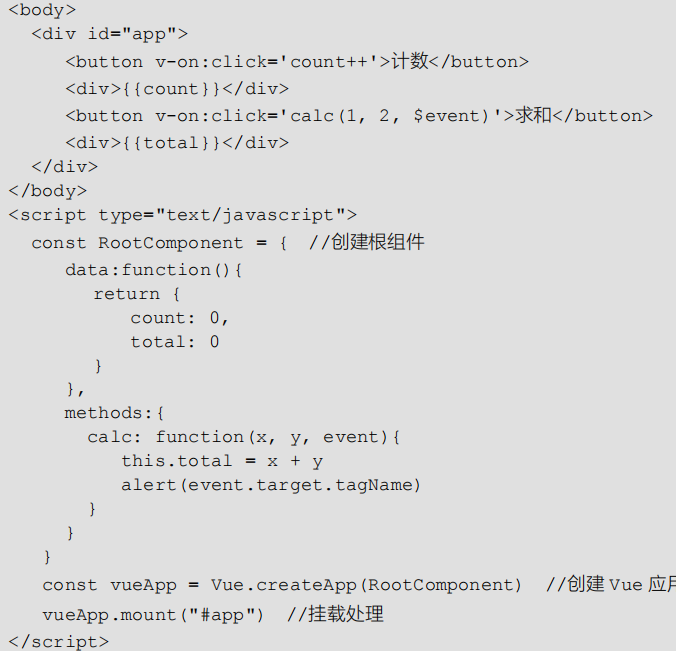 <body>
<div id="app">
<button v-on:click='count++'>计数</button>
<div>{{count}}</div>
<button v-on:click='calc(1, 2, $event)'>求和</button>
<div>{{total}}</div>
</div>
</body>
<script type="text/javascript">
const RootComponent = { //创建根组件
data:function(){
return {
count: 0,
total: 0
}
},
methods:{
calc: function(x, y, event){
this.total = x + y
alert(event.target.tagName)
}
}
}
const vueApp = Vue.createApp(RootComponent) //创建 Vue 应
vueApp.mount("#app") //挂载处理
</script>